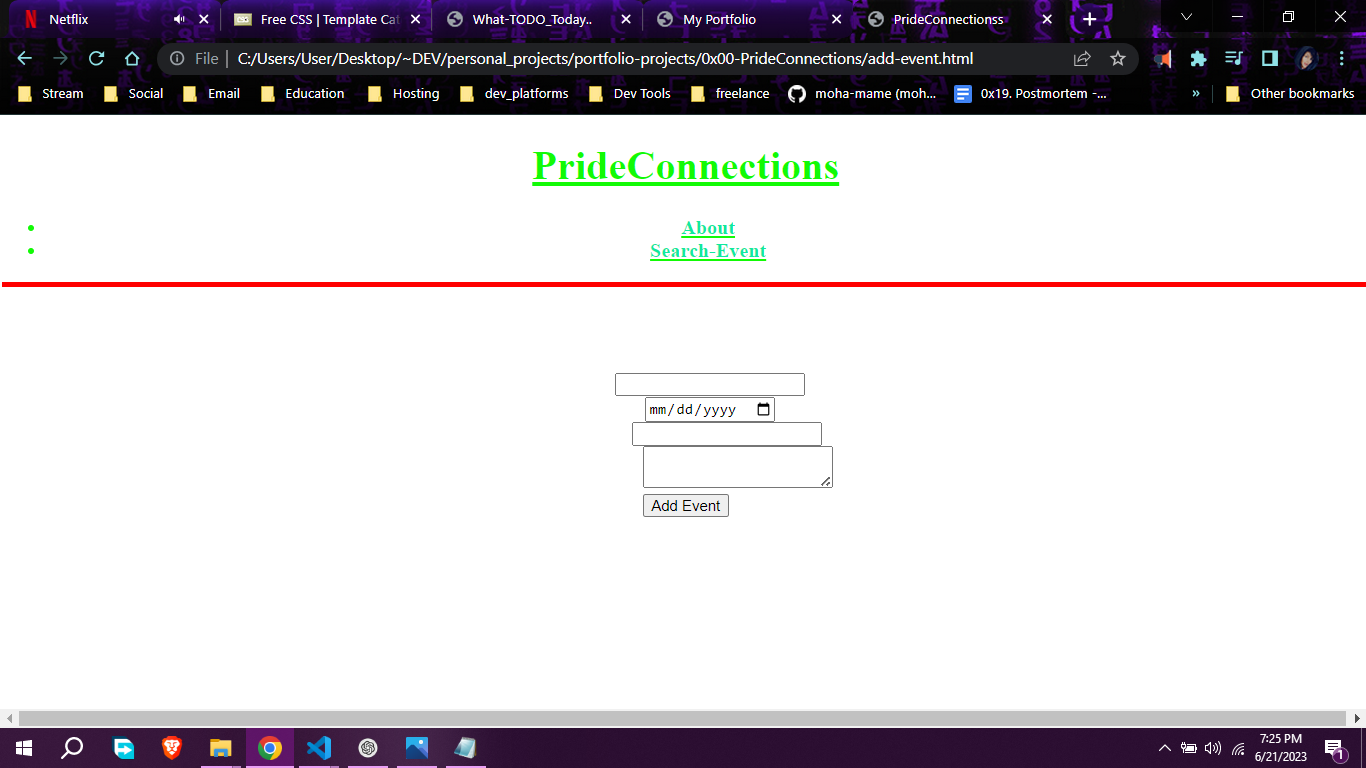 Netflix
Free CSS | Template Cat
What-TODO_Today..
My Portfolio
PrideConnectionss
File | C:/Users/User/Desktop/~DEV/personal_projects/portfolio-projects/0x00-PrideConnections/add-event.html
Stream Social Email Education Hosting dev_platforms Dev Tools freelance moha-mame (moh... 0x19. Postmortem -... » Other bookmarks
PrideConnections
About
Search-Event
mm/dd/yyyy
Add Event
7:25 PM
6/21/2023
1